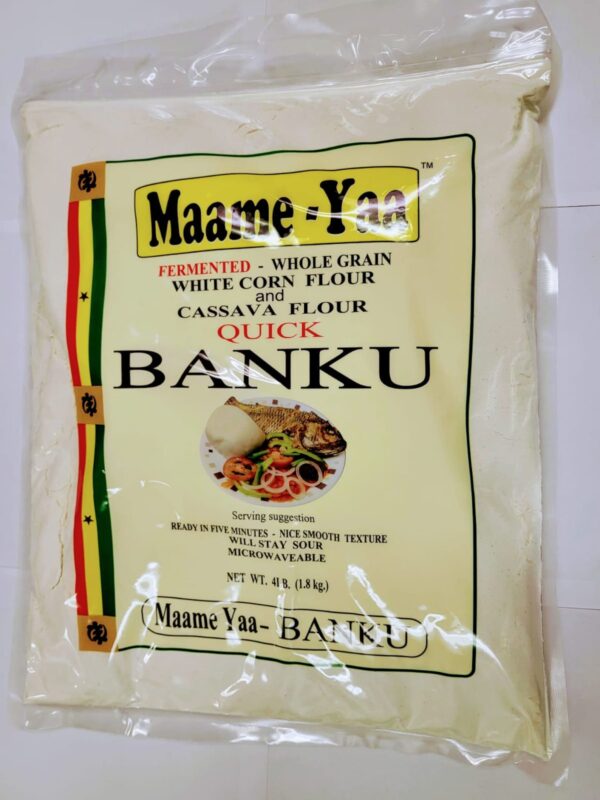 Maame-Yaa ™
FERMENTED - WHOLE GRAIN
WHITE CORN FLOUR
and
CASSAVA FLOUR
QUICK
BANKU
Serving suggestion
READY IN FIVE MINUTES - NICE SMOOTH TEXTURE
WILL STAY SOUR
MICROWAVEABLE
NET WT. 4LB. (1.8 kg.)
Maame Yaa- BANKU